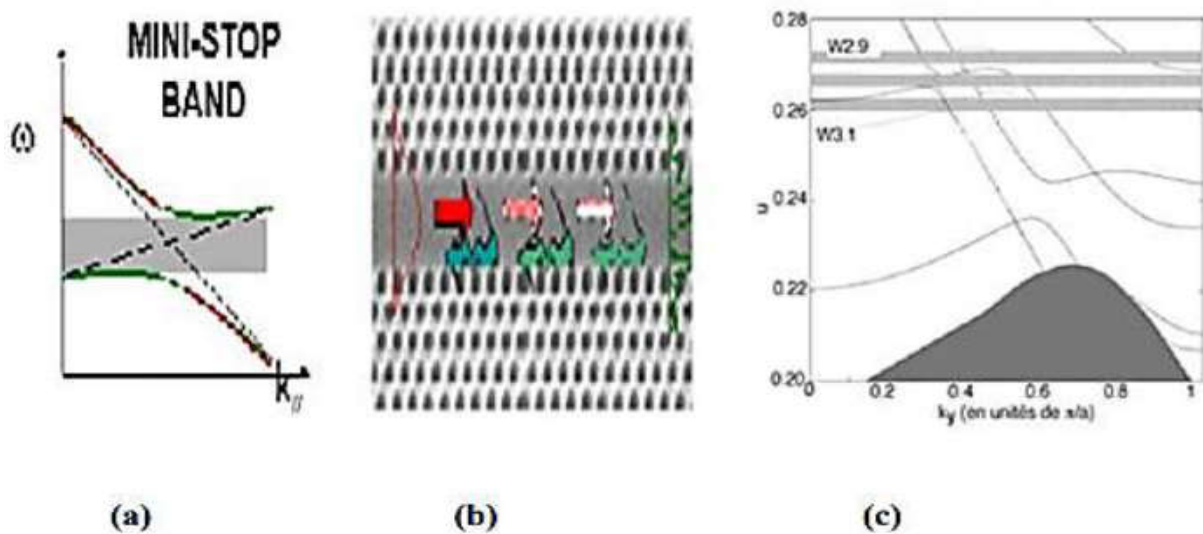 MINI-STOP
BAND
ω
k//
0.28
W2.9
0.26
W3.1
0.24
u
0.22
0.20
0 0.2 0.4 0.6 0.8 1
ky (en unités de π/a)
(a) (b) (c)